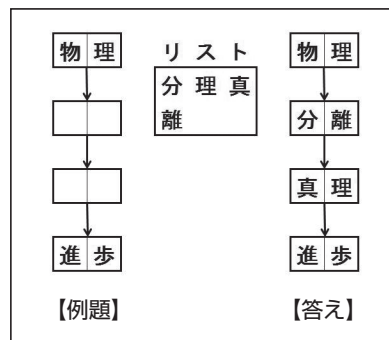 物理
進歩
【例題】
リスト
分理真
離
物理
分離
真理
進歩
【答え】